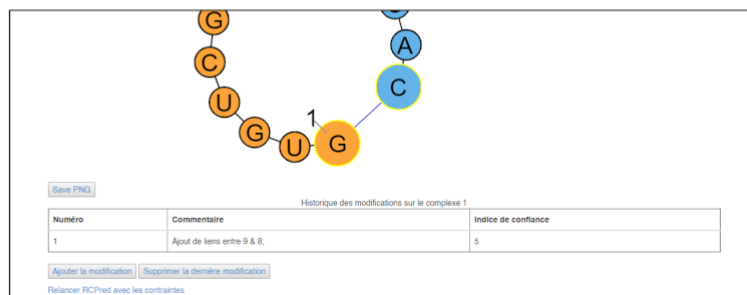 G
A
C
C
U
1
G
U
G
Save PNG
Historique des modifications sur le complexe 1
Numéro Commentaire Indice de confiance
1 Ajout de liens entre 9 & 8; 5
Ajouter la modification Supprimer la dernière modification
Relancer RCPred avec les contraintes